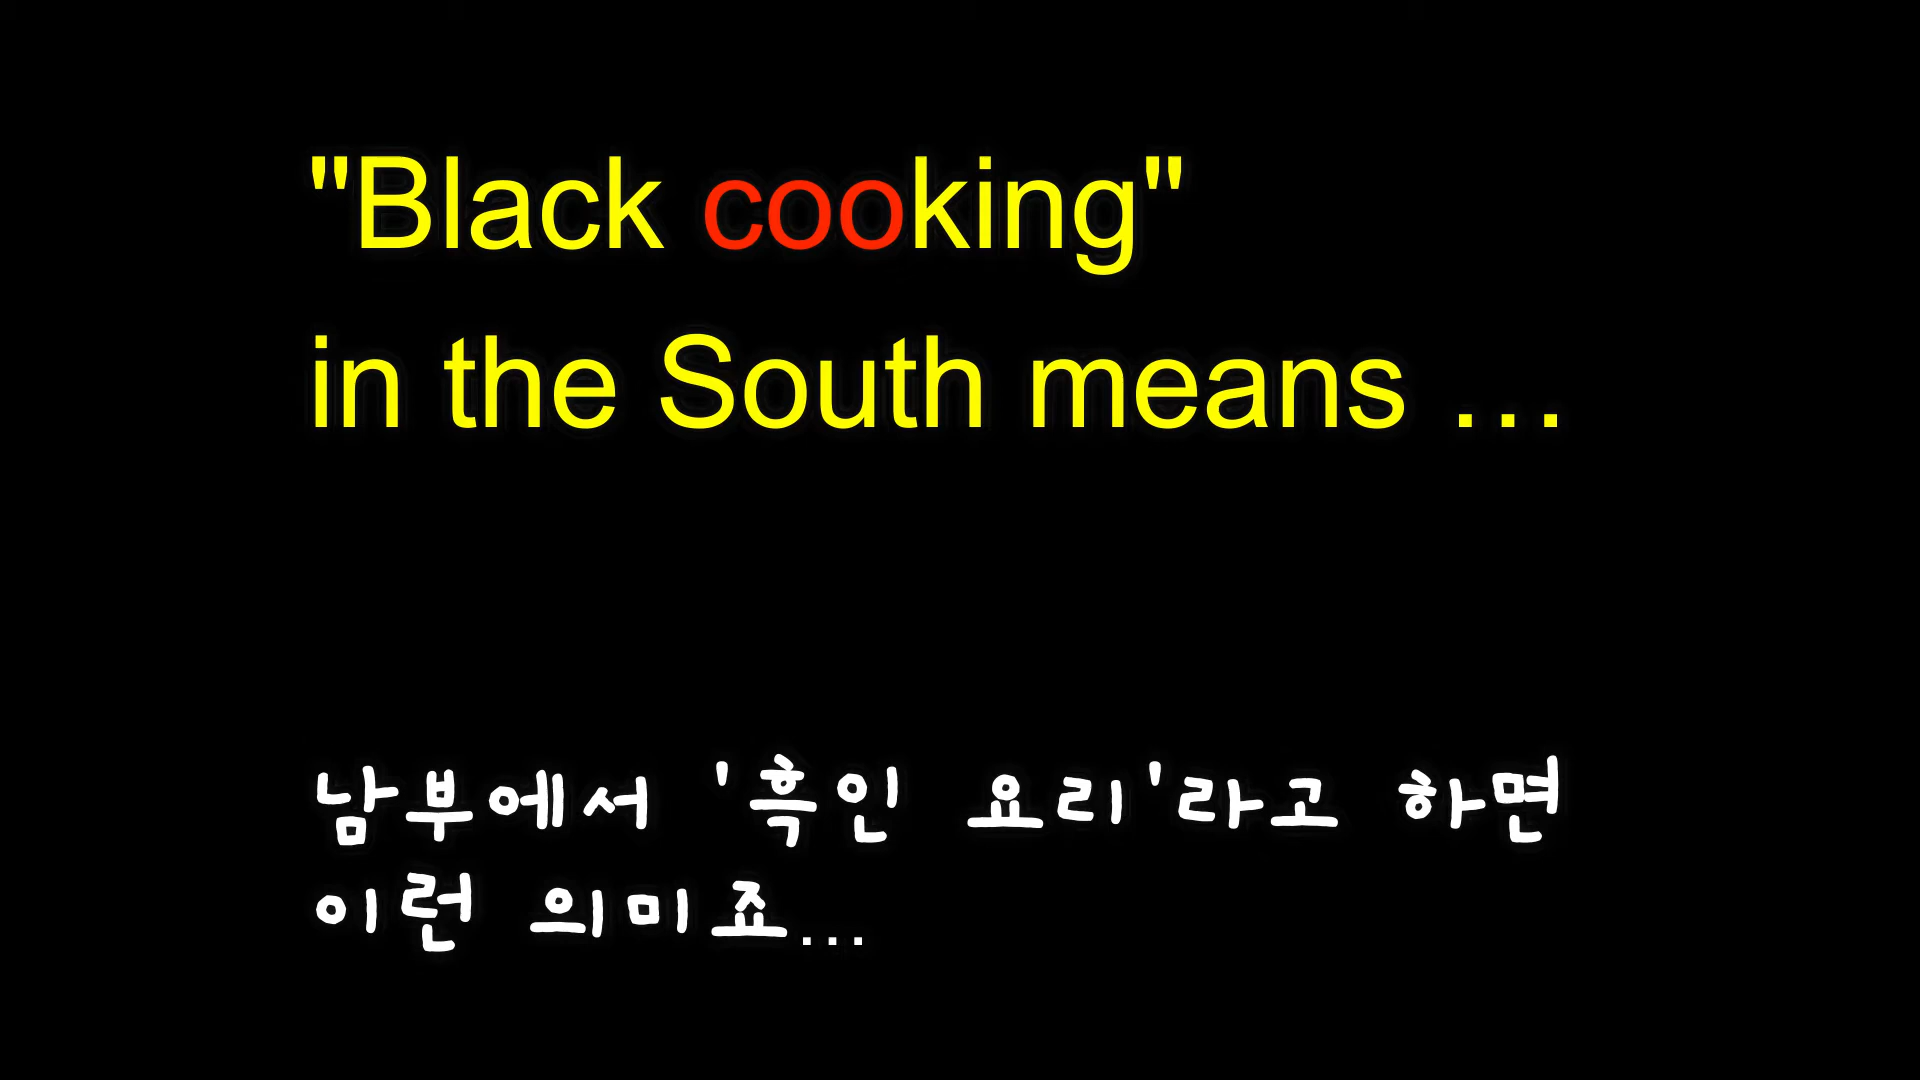 "Black cooking"
in the South means …
남부에서 '흑인 요리'라고 하면
이런 의미죠...